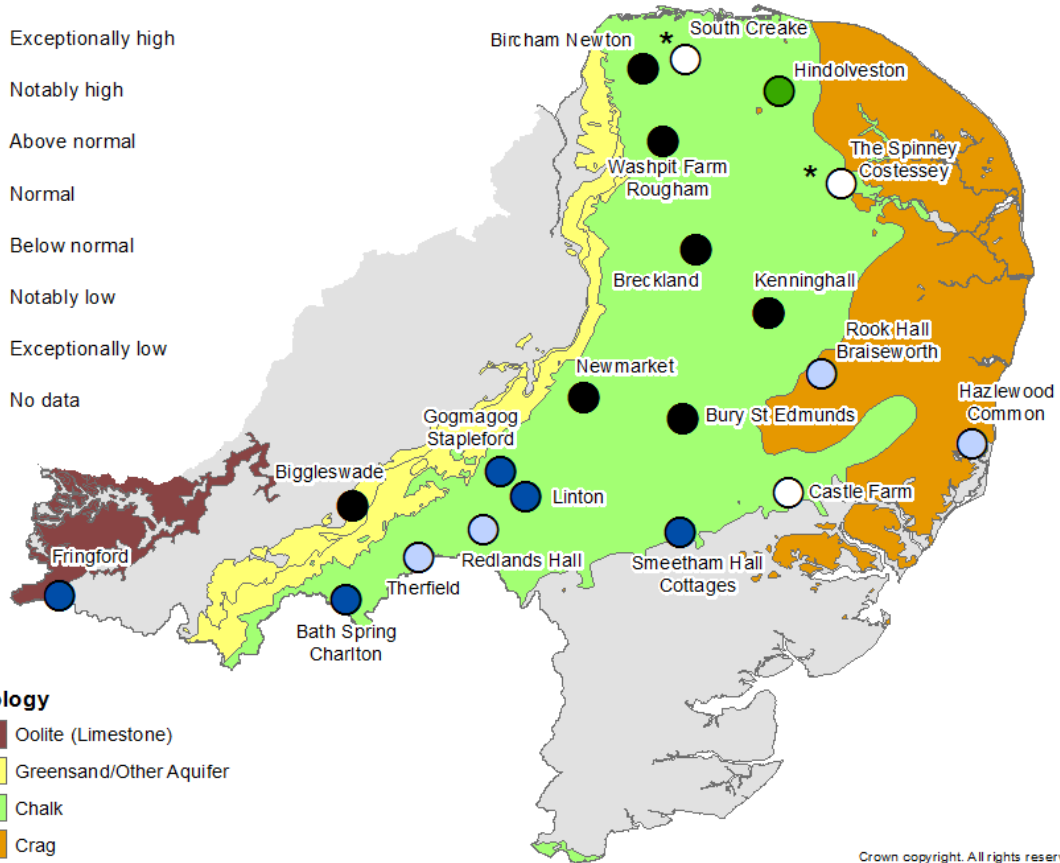 Exceptionally high
Notably high
Above normal
Normal
Below normal
Notably low
Exceptionally low
No data
Bircham Newton
*
South Creake
Hindolveston
The Spinney
Costessey
*
Washpit Farm
Rougham
Breckland
Kenninghall
Rook Hall
Braiseworth
Newmarket
Hazlewood
Common
Gogmagog
Stapleford
Bury St Edmunds
Biggleswade
Linton
Castle Farm
Fringford
Redlands Hall
Smeetham Hall
Cottages
Therfield
Bath Spring
Charlton
ology
Oolite (Limestone)
Greensand/Other Aquifer
Chalk
Crag
Crown copyright. All rights reser